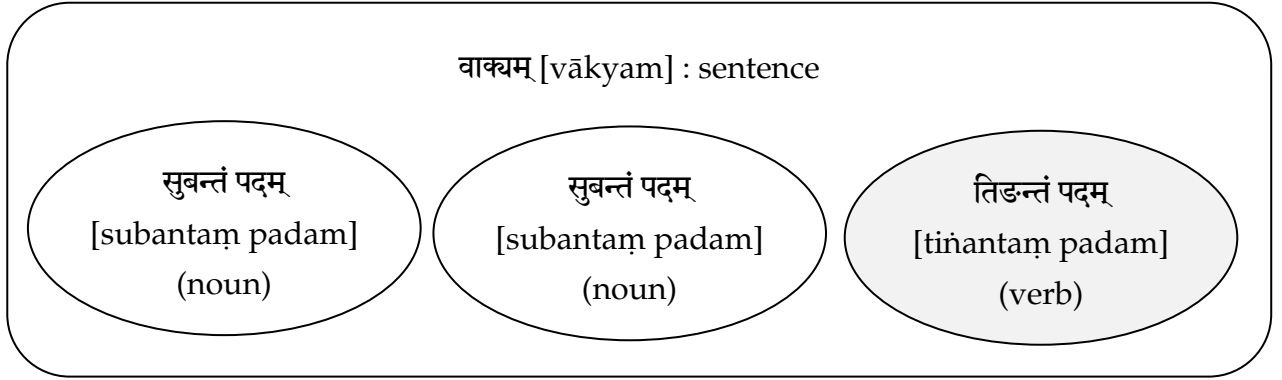 वाक्यम् [vākyam] : sentence
सुबन्तं पदम्
[subantaṃ padam]
(noun)
सुबन्तं पदम्
[subantaṃ padam]
(noun)
तिङन्तं पदम्
[tiṅantaṃ padam]
(verb)